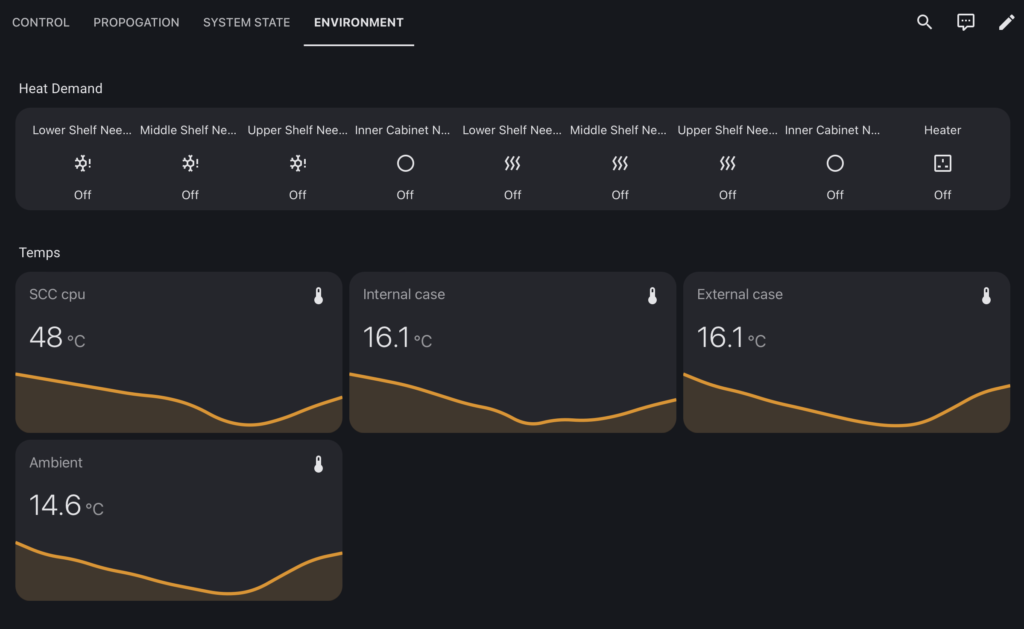 CONTROL PROPOGATION SYSTEM STATE ENVIRONMENT
Heat Demand
Lower Shelf Nee... Middle Shelf Ne... Upper Shelf Nee... Inner Cabinet N... Lower Shelf Nee... Middle Shelf Ne... Upper Shelf Nee... Inner Cabinet N... Heater
Off Off Off Off Off Off Off Off Off
Temps
SCC cpu Internal case External case
48 °C 16.1 °C 16.1 °C
Ambient
14.6 °C